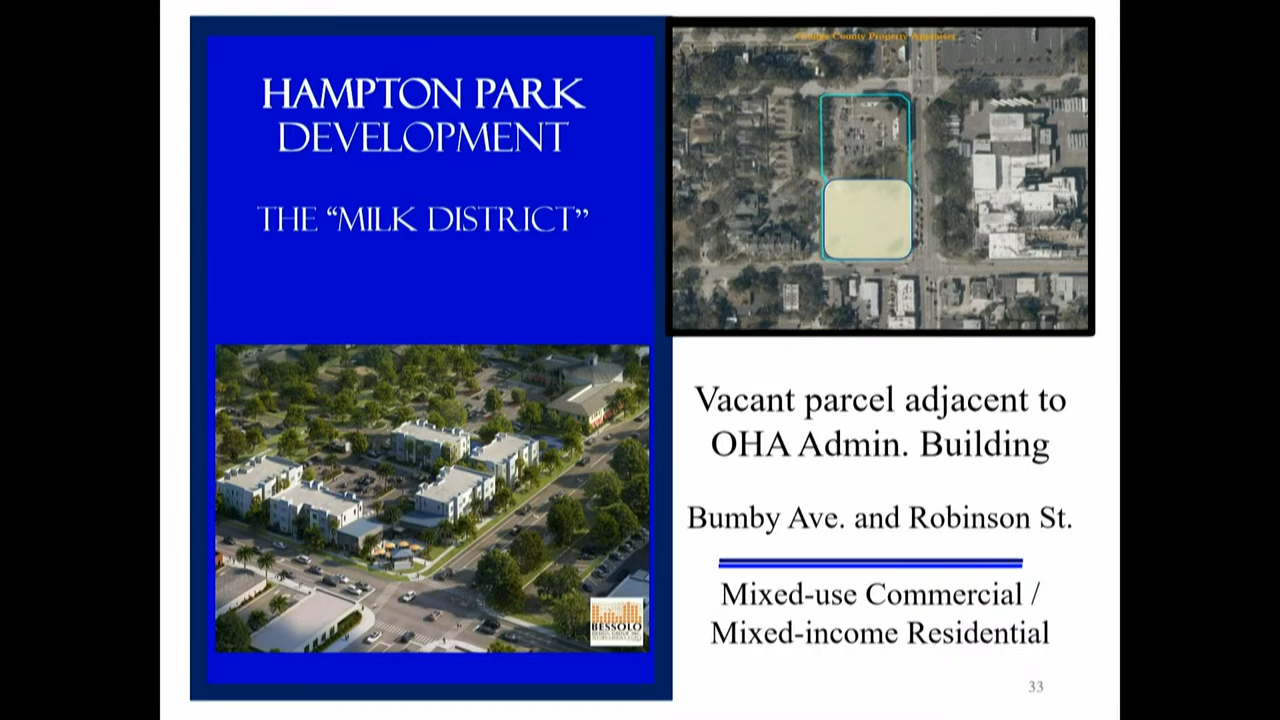 HAMPTON PARK
DEVELOPMENT
THE “MILK DISTRICT”
County Property Appraiser
Vacant parcel adjacent to
OHA Admin. Building
Bumby Ave. and Robinson St.
Mixed-use Commercial /
Mixed-income Residential
BESSOLO
33